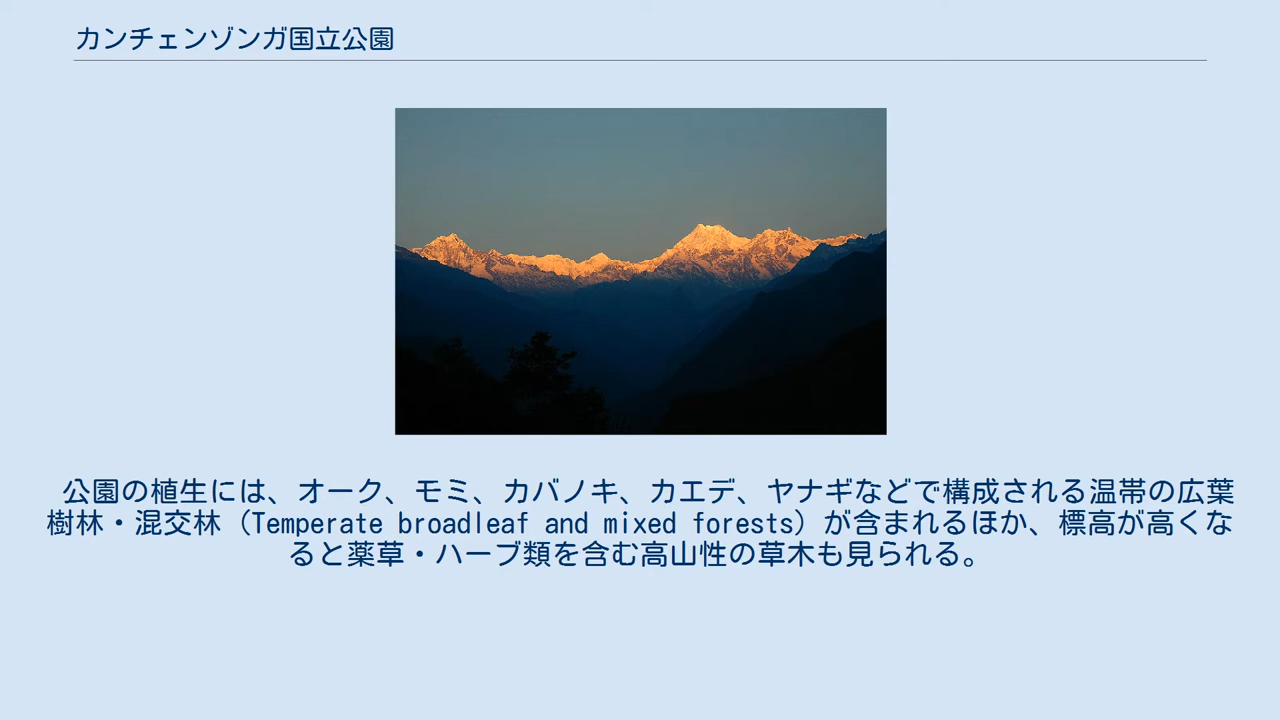 カンチェンゾンガ国立公園
公園の植生には、オーク、モミ、カバノキ、カエデ、ヤナギなどで構成される温帯の広葉
樹林・混交林（Temperate broadleaf and mixed forests）が含まれるほか、標高が高くな
ると薬草・ハーブ類を含む高山性の草木も見られる。